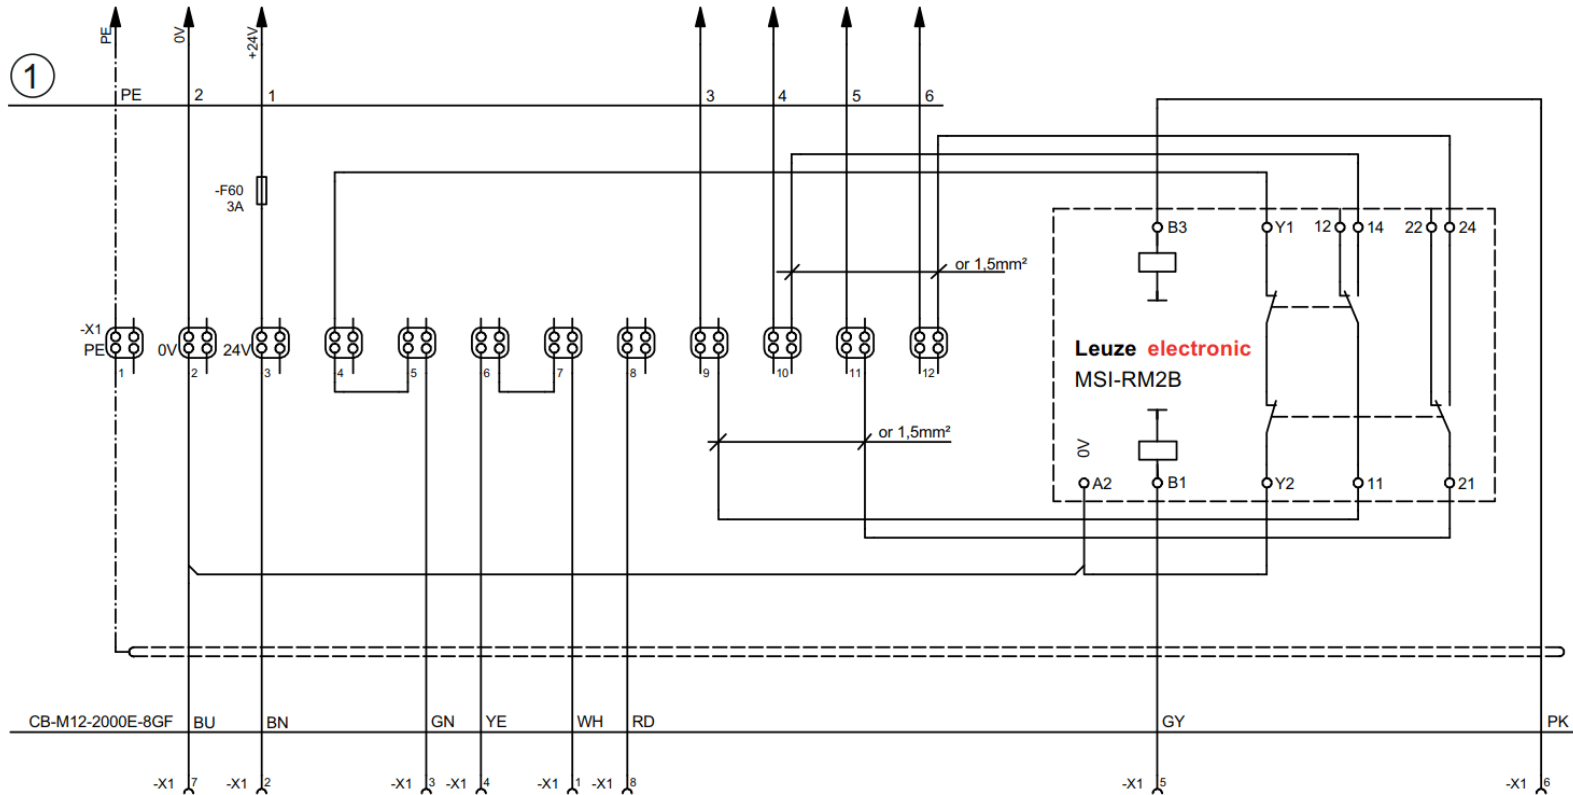 PE 0V +24V
1
PE 2 1 3 4 5 6
-F60
3A
or 1,5mm²
B3 Y1 12 14 22 24
-X1
PE 0V 24V
Leuze electronic
MSI-RM2B
1 2 3 4 5 6 7 8 9 10 11 12
or 1,5mm²
0V
A2 B1 Y2 11 21
CB-M12-2000E-8GF BU BN GN YE WH RD GY PK
-X1 7 -X1 2 -X1 3 -X1 4 -X1 1 -X1 8 -X1 5 -X1 6